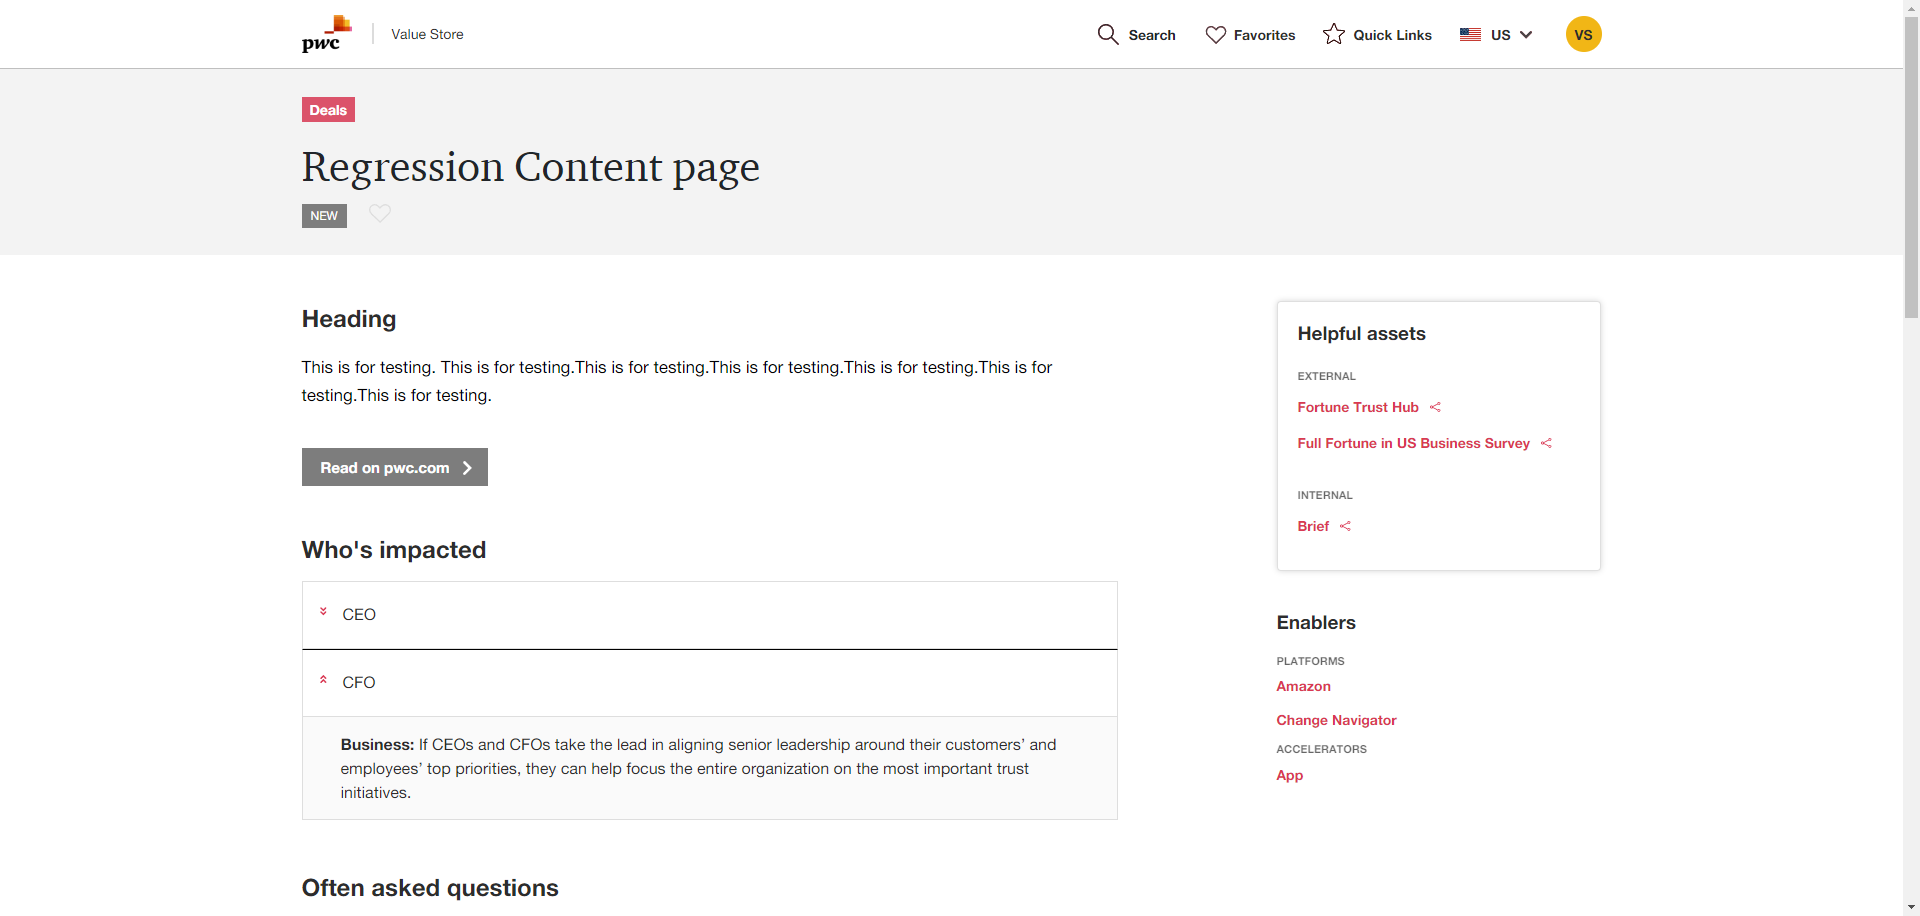 pwc
Value Store
Search
Favorites
Quick Links
US
VS
Deals
Regression Content page
NEW
Heading
This is for testing. This is for testing.This is for testing.This is for testing.This is for testing.This is for
testing.This is for testing.
Read on pwc.com
Who's impacted
CEO
CFO
Business: If CEOs and CFOs take the lead in aligning senior leadership around their customers’ and
employees’ top priorities, they can help focus the entire organization on the most important trust
initiatives.
Often asked questions
Helpful assets
EXTERNAL
Fortune Trust Hub
Full Fortune in US Business Survey
INTERNAL
Brief
Enablers
PLATFORMS
Amazon
Change Navigator
ACCELERATORS
App